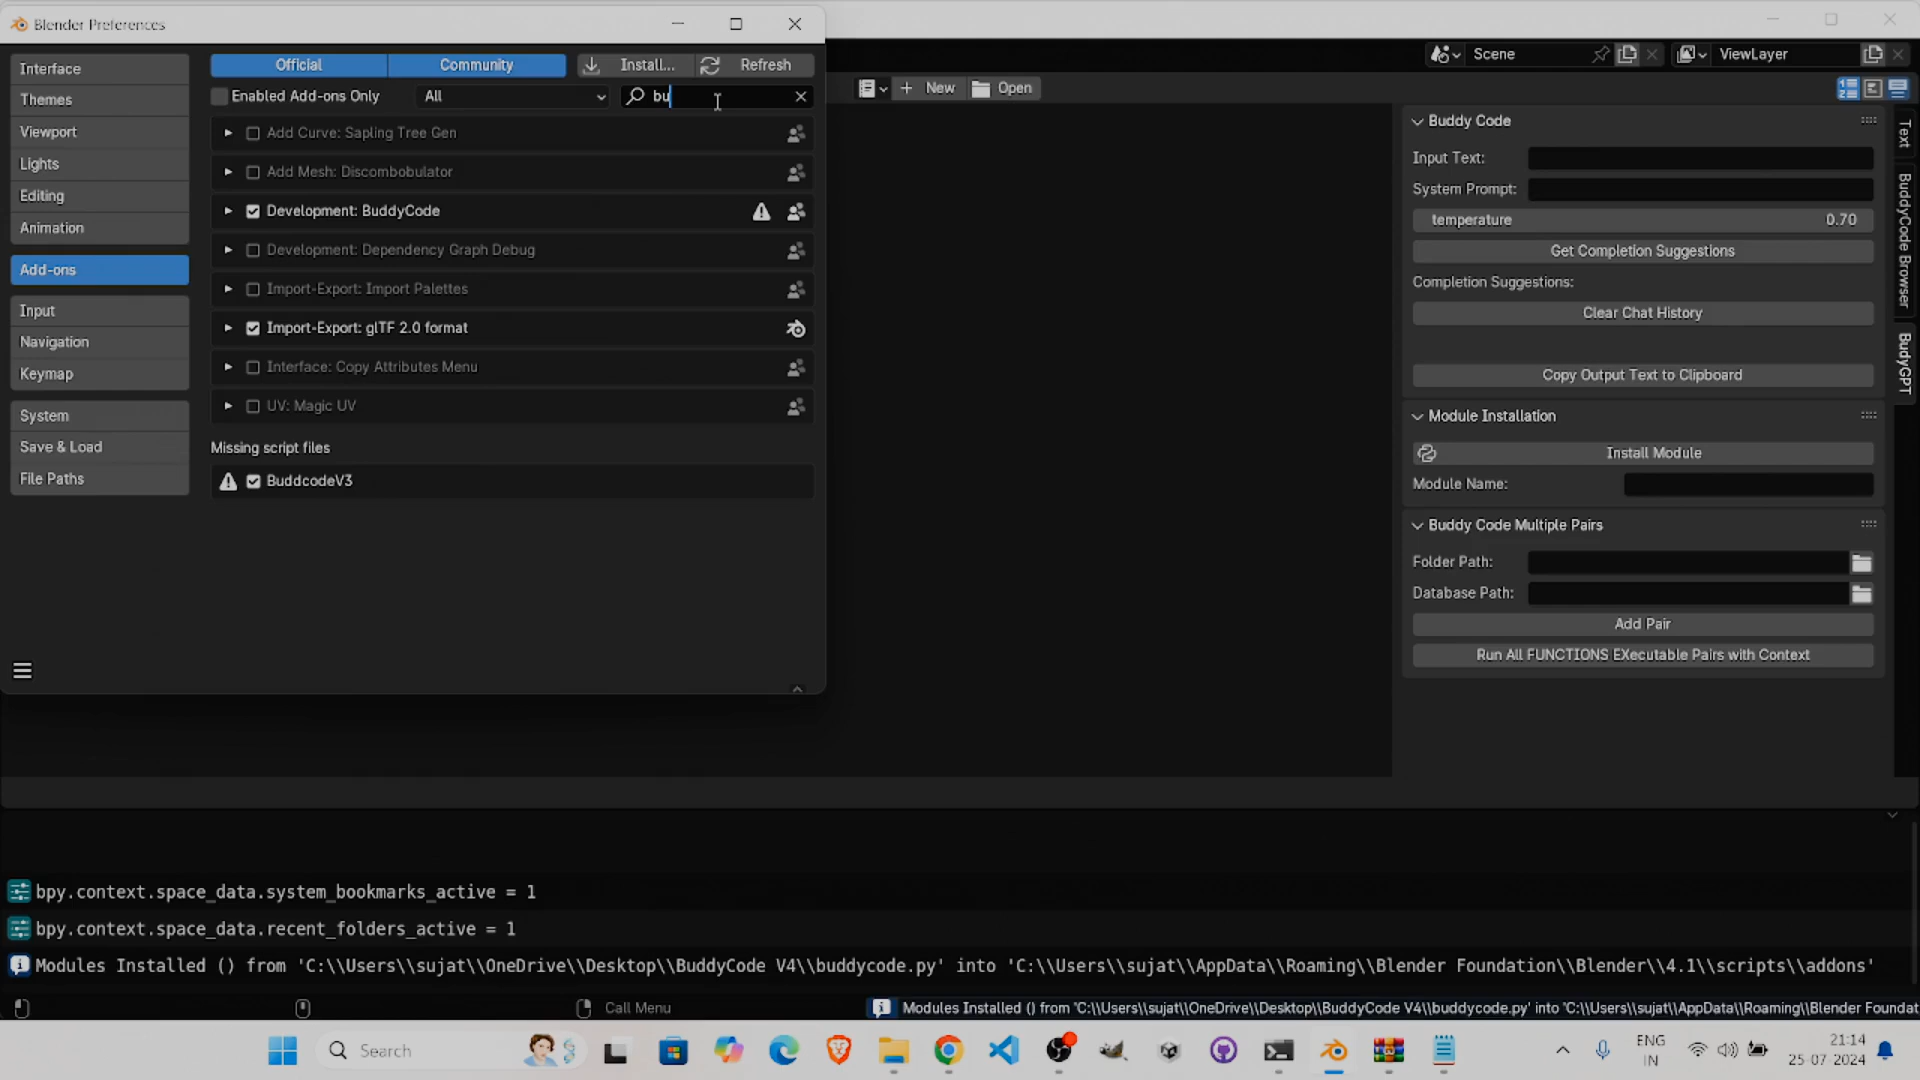 Blender Preferences
Interface
Themes
Viewport
Lights
Editing
Animation
Add-ons
Input
Navigation
Keymap
System
Save & Load
File Paths
Official
Community
Install...
Refresh
Enabled Add-ons Only
All
bu
Add Curve: Sapling Tree Gen
Add Mesh: Discombobulator
Development: BuddyCode
Development: Dependency Graph Debug
Import-Export: Import Palettes
Import-Export: glTF 2.0 format
Interface: Copy Attributes Menu
UV: Magic UV
Missing script files
BuddcodeV3
Scene
ViewLayer
New
Open
Buddy Code
Input Text:
System Prompt:
temperature 0.70
Get Completion Suggestions
Completion Suggestions:
Clear Chat History
Copy Output Text to Clipboard
Module Installation
Install Module
Module Name:
Buddy Code Multiple Pairs
Folder Path:
Database Path:
Add Pair
Run All FUNCTIONS EXecutable Pairs with Context
Text
BuddyCode Browser
BudyGPT
bpy.context.space_data.system_bookmarks_active = 1
bpy.context.space_data.recent_folders_active = 1
Modules Installed () from 'C:\\Users\\sujat\\OneDrive\\Desktop\\BuddyCode V4\\buddycode.py' into 'C:\\Users\\sujat\\AppData\\Roaming\\Blender Foundation\\Blender\\4.1\\scripts\\addons'
Call Menu
Modules Installed () from 'C:\\Users\\sujat\\OneDrive\\Desktop\\BuddyCode V4\\buddycode.py' into 'C:\\Users\\sujat\\AppData\\Roaming\\Blender Foundat
Search
ENG
IN
21:14
25-07-2024